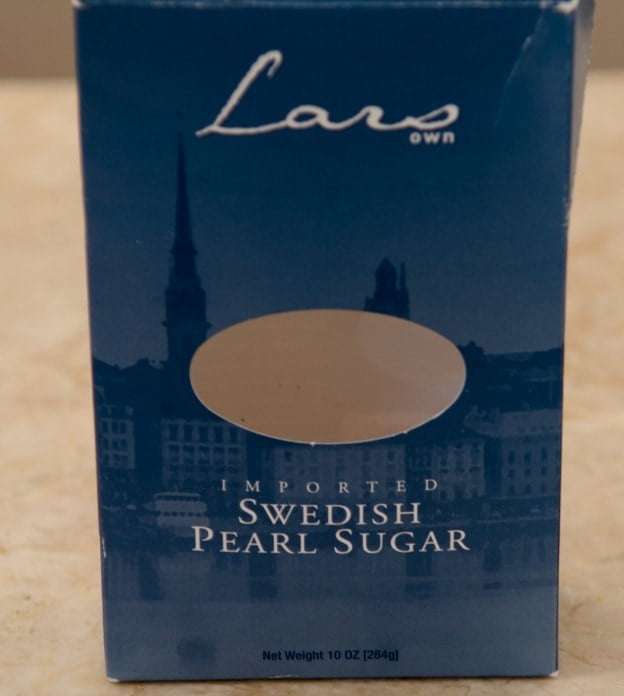 Lars
own
IMPORTED
SWEDISH
PEARL SUGAR
Net Weight 10 OZ [284g]